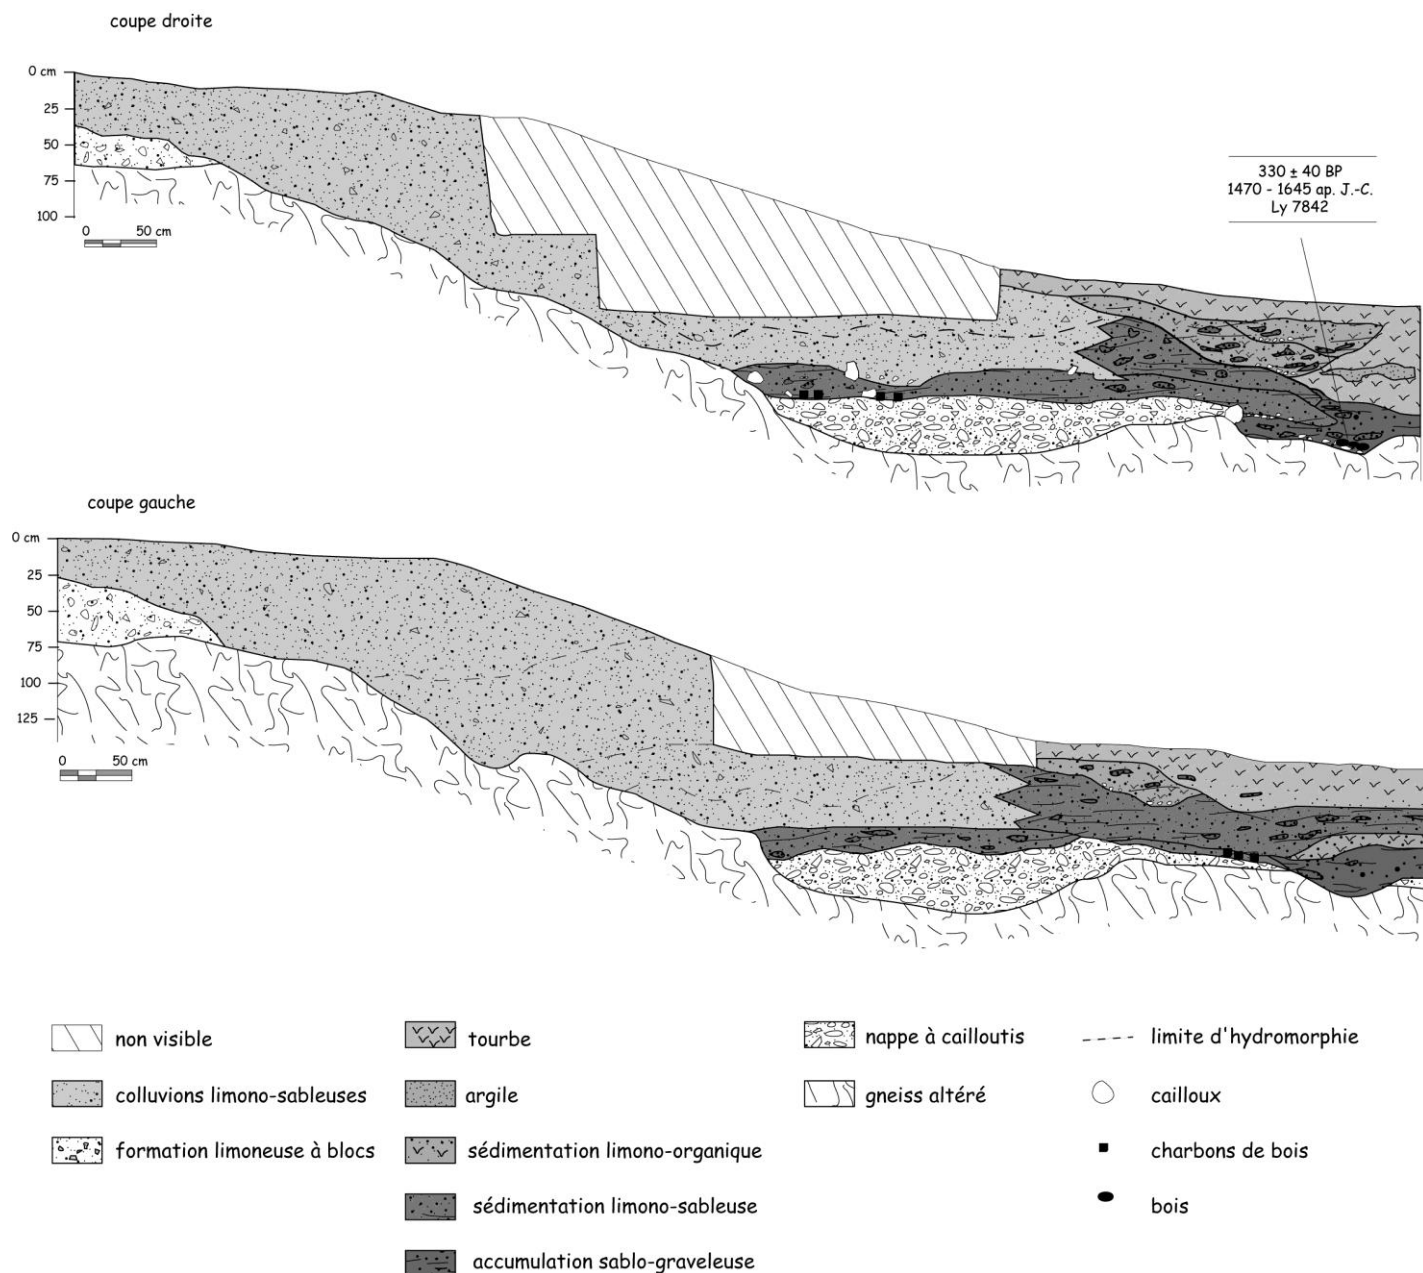 coupe droite
0 cm
25
50
75
100
0 50 cm
330 ± 40 BP
1470 - 1645 ap. J.-C.
Ly 7842
coupe gauche
0 cm
25
50
75
100
125
0 50 cm
non visible
colluvions limono-sableuses
formation limoneuse à blocs
tourbe
argile
sédimentation limono-organique
sédimentation limono-sableuse
accumulation sablo-graveleuse
nappe à cailloutis
gneiss altéré
limite d'hydromorphie
cailloux
charbons de bois
bois